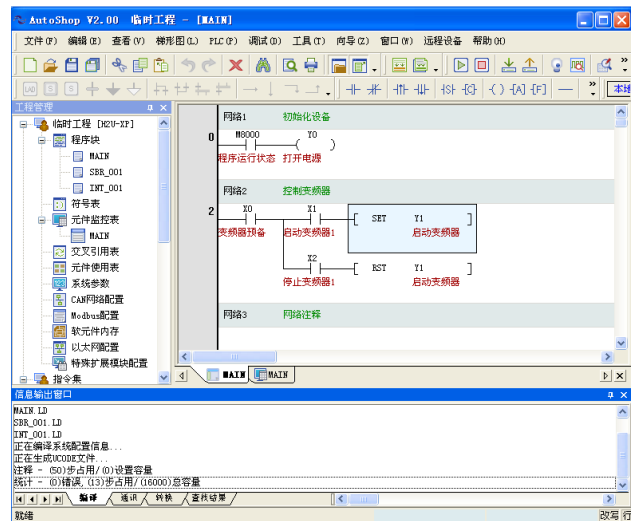 AutoShop V2.00 临时工程 - [MAIN]
文件(F) 编辑(E) 查看(V) 梯形图(L) PLC(P) 调试(D) 工具(T) 向导(Z) 窗口(W) 远程设备 帮助(H)
LAD S S
-( ) -[A] -[F]
本地
工程管理
临时工程 [H2U-XP]
程序块
MAIN
SBR_001
INT_001
符号表
元件监控表
MAIN
交叉引用表
元件使用表
系统参数
CAN网络配置
Modbus配置
软元件内存
以太网配置
特殊扩展模块配置
指令集
网络1 初始化设备
0 M8000 Y0
程序运行状态 打开电源
网络2 控制变频器
2 X0 X1 [ SET Y1 ]
变频器预备 启动变频器1 启动变频器
X2 [ RST Y1 ]
停止变频器1 启动变频器
网络3 网络注释
MAIN MAIN
信息输出窗口
MAIN.LD
SBR_001.LD
INT_001.LD
正在编译系统配置信息...
正在生成UCODE文件...
注释 - (50)步占用/(0)设置容量
统计 - (0)错误,(13)步占用/(16000)总容量
编译 通讯 转换 查找结果
就绪
改写 行